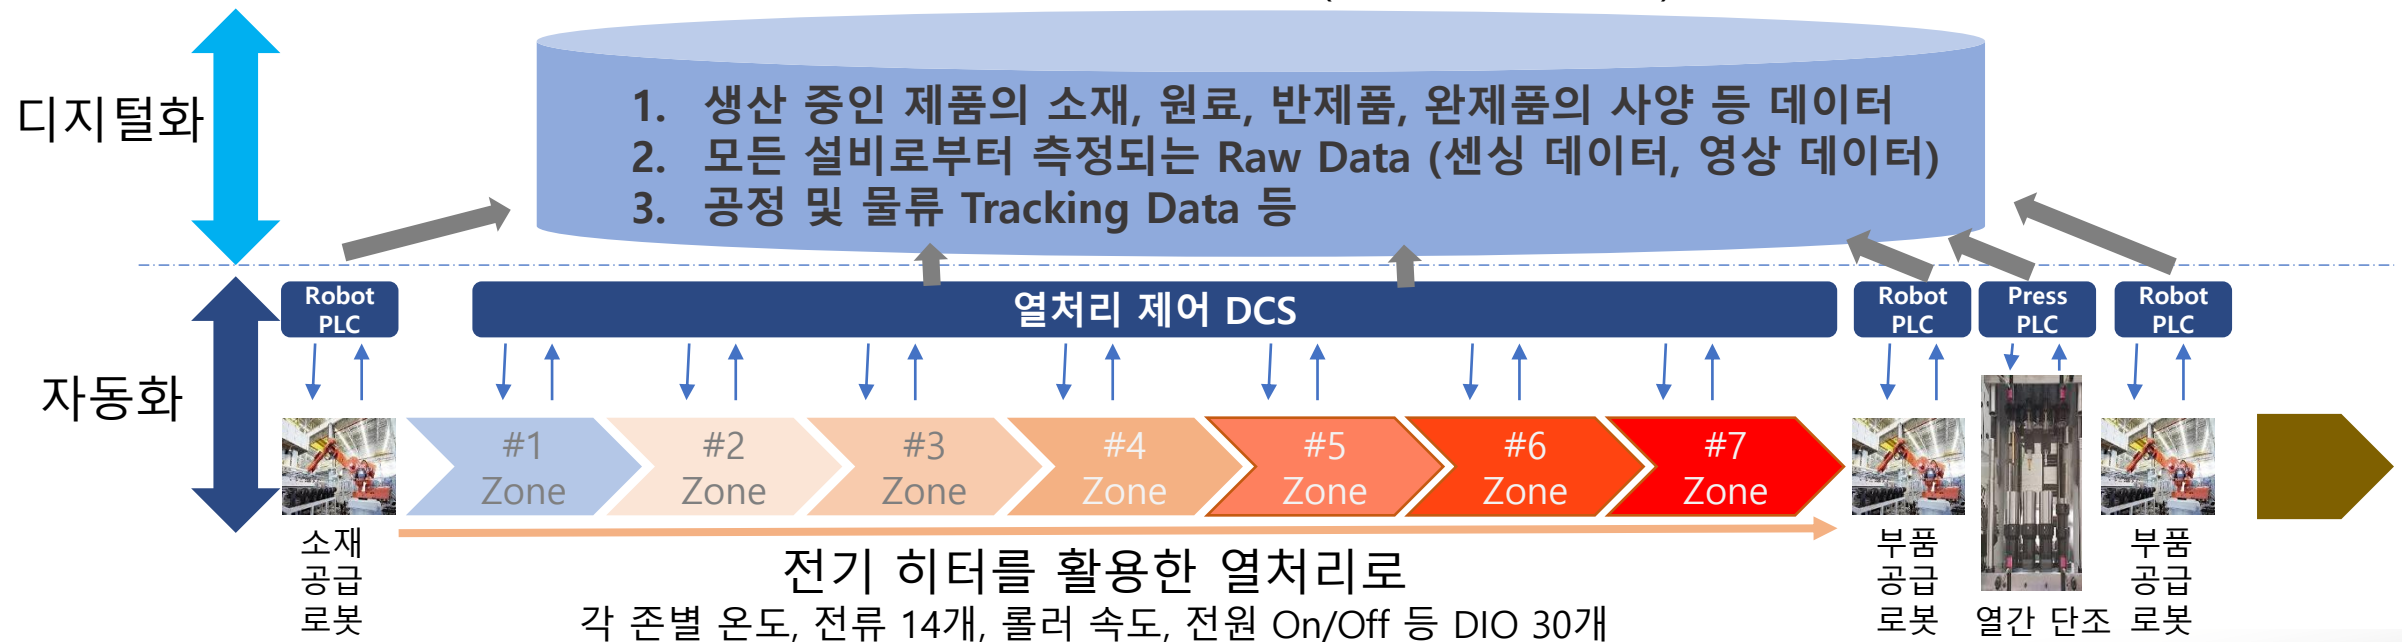 디지털화
1. 생산 중인 제품의 소재, 원료, 반제품, 완제품의 사양 등 데이터
2. 모든 설비로부터 측정되는 Raw Data (센싱 데이터, 영상 데이터)
3. 공정 및 물류 Tracking Data 등
자동화
Robot
PLC
열처리 제어 DCS
Robot
PLC
Press
PLC
Robot
PLC
#1
Zone
#2
Zone
#3
Zone
#4
Zone
#5
Zone
#6
Zone
#7
Zone
소재
공급
로봇
전기 히터를 활용한 열처리로
각 존별 온도, 전류 14개, 롤러 속도, 전원 On/Off 등 DIO 30개
부품
공급
로봇
열간 단조
부품
공급
로봇